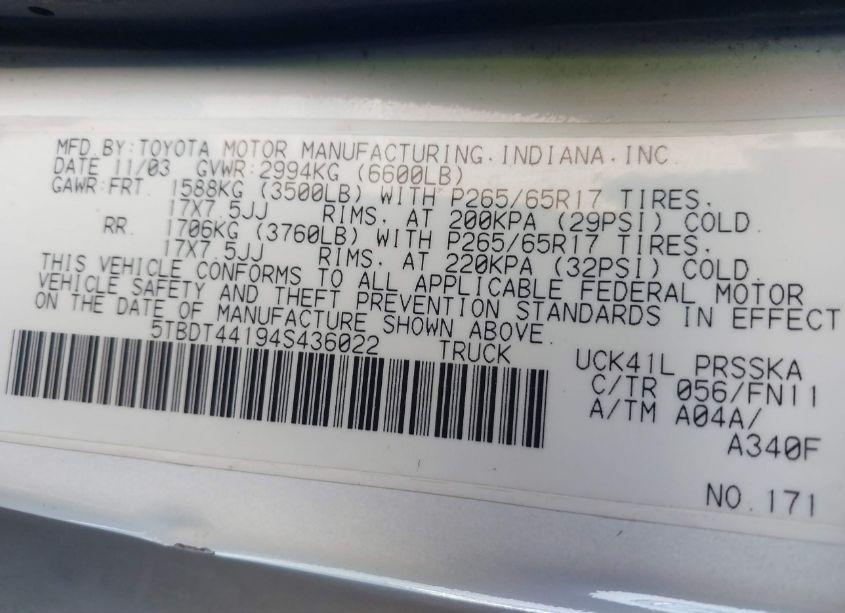 MFD.BY:TOYOTA MOTOR MANUFACTURING.INDIANA.INC.
DATE 11/03 GVWR:2994KG (6600LB)
GAWR:FRT. 1588KG (3500LB) WITH P265/65R17 TIRES.
17X7.5JJ RIMS. AT 200KPA (29PSI) COLD.
RR. 1706KG (3760LB) WITH P265/65R17 TIRES.
17X7.5JJ RIMS. AT 220KPA (32PSI) COLD.
THIS VEHICLE CONFORMS TO ALL APPLICABLE FEDERAL MOTOR
VEHICLE SAFETY AND THEFT PREVENTION STANDARDS IN EFFECT
ON THE DATE OF MANUFACTURE SHOWN ABOVE.
5TBDT44194S436022 TRUCK
UCK41L PRSSKA
C/TR 056/FN11
A/TM A04A/
A340F
NO.171